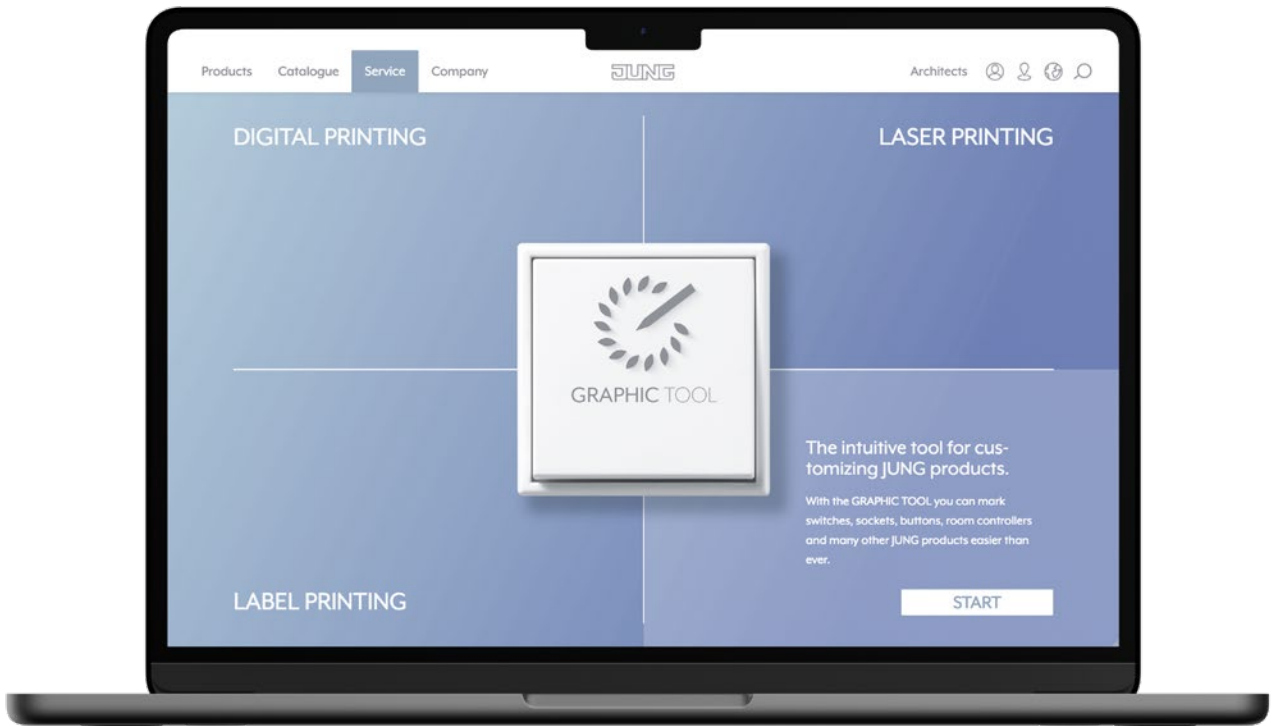 Products Catalogue Service Company JUNG Architects
DIGITAL PRINTING
LASER PRINTING
GRAPHIC TOOL
The intuitive tool for cus-
tomizing JUNG products.
With the GRAPHIC TOOL you can mark
switches, sockets, buttons, room controllers
and many other JUNG products easier than
ever.
LABEL PRINTING
START